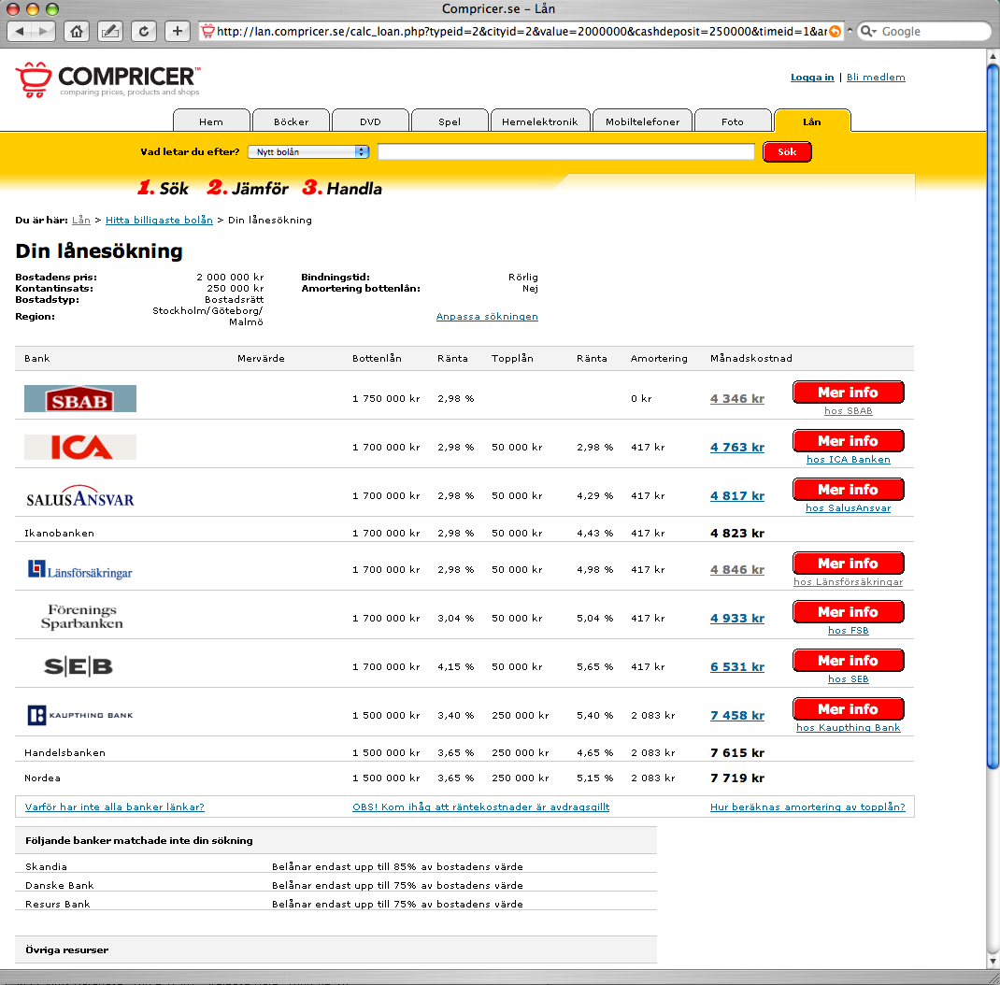 Compricer.se – Lån
http://lan.compricer.se/calc_loan.php?typeid=2&cityid=2&value=2000000&cashdeposit=250000&timeid=1&ar
Google
COMPRICER™
comparing prices, products and shops
Logga in | Bli medlem
Hem Böcker DVD Spel Hemelektronik Mobiltelefoner Foto Lån
Vad letar du efter? Nytt bolån Sök
1. Sök 2. Jämför 3. Handla
Du är här: Lån > Hitta billigaste bolån > Din lånesökning
Din lånesökning
Bostadens pris: 2 000 000 kr Bindningstid: Rörlig
Kontantinsats: 250 000 kr Amortering bottenlån: Nej
Bostadstyp: Bostadsrätt
Region: Stockholm/Göteborg/
Malmö
Anpassa sökningen
Bank Mervärde Bottenlån Ränta Topplån Ränta Amortering Månadskostnad
SBAB 1 750 000 kr 2,98 % 0 kr 4 346 kr Mer info
hos SBAB
ICA 1 700 000 kr 2,98 % 50 000 kr 2,98 % 417 kr 4 763 kr Mer info
hos ICA Banken
SALUSANSVAR 1 700 000 kr 2,98 % 50 000 kr 4,29 % 417 kr 4 817 kr Mer info
hos SalusAnsvar
Ikanobanken 1 700 000 kr 2,98 % 50 000 kr 4,43 % 417 kr 4 823 kr
Länsförsäkringar 1 700 000 kr 2,98 % 50 000 kr 4,98 % 417 kr 4 846 kr Mer info
hos Länsförsäkringar
Förenings
Sparbanken 1 700 000 kr 3,04 % 50 000 kr 5,04 % 417 kr 4 933 kr Mer info
hos FSB
S|E|B 1 700 000 kr 4,15 % 50 000 kr 5,65 % 417 kr 6 531 kr Mer info
hos SEB
KAUPTHING BANK 1 500 000 kr 3,40 % 250 000 kr 5,40 % 2 083 kr 7 458 kr Mer info
hos Kaupthing Bank
Handelsbanken 1 500 000 kr 3,65 % 250 000 kr 4,65 % 2 083 kr 7 615 kr
Nordea 1 500 000 kr 3,65 % 250 000 kr 5,15 % 2 083 kr 7 719 kr
Varför har inte alla banker länkar? OBS! Kom ihåg att räntekostnader är avdragsgillt Hur beräknas amortering av topplån?
Följande banker matchade inte din sökning
Skandia Belånar endast upp till 85% av bostadens värde
Danske Bank Belånar endast upp till 75% av bostadens värde
Resurs Bank Belånar endast upp till 75% av bostadens värde
Övriga resurser